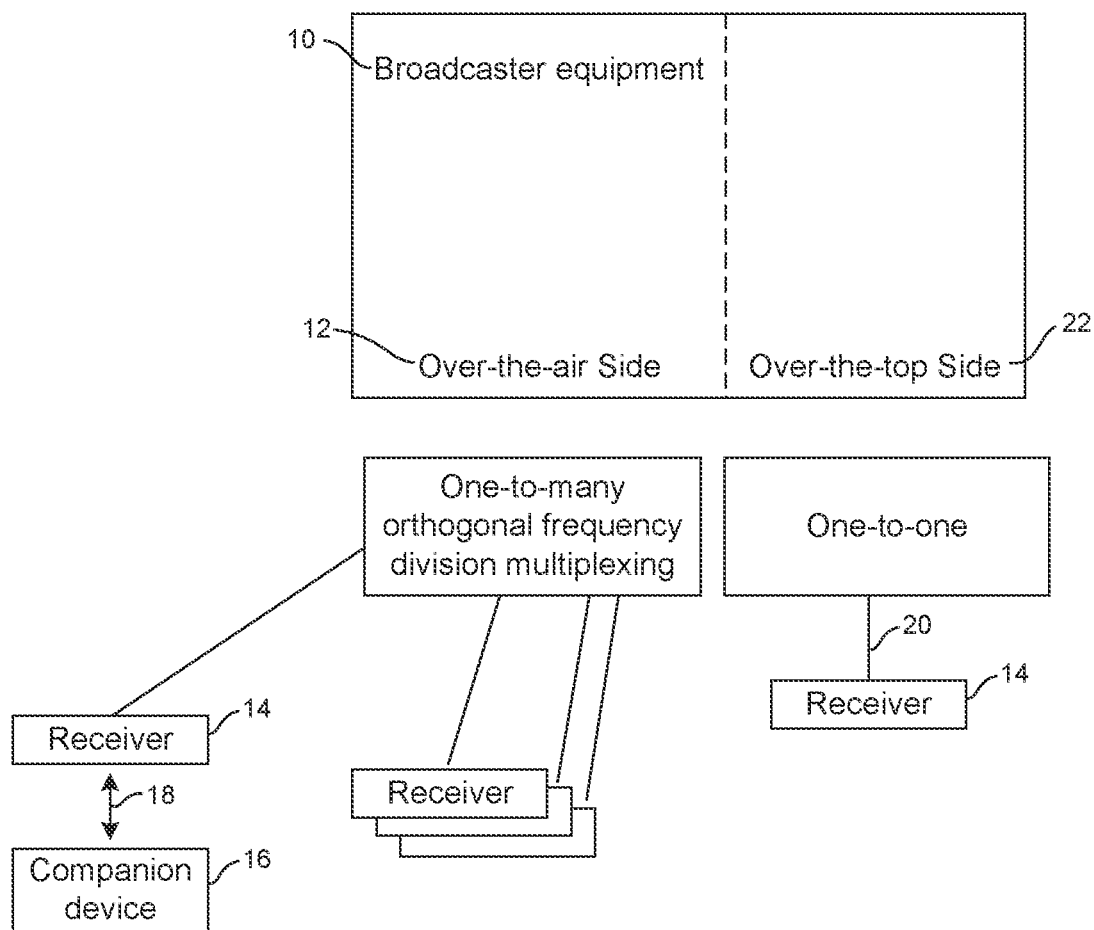 10
Broadcaster equipment
12
22
Over-the-air Side
Over-the-top Side
One-to-many
orthogonal frequency
division multiplexing
One-to-one
20
14
Receiver
14
Receiver
18
Receiver
16
Companion
device